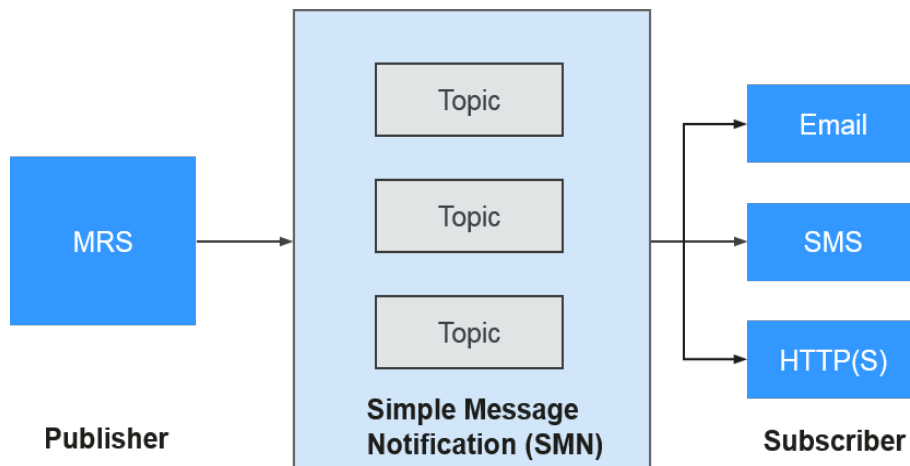 MRS
Publisher
Topic
Topic
Topic
Simple Message
Notification (SMN)
Email
SMS
HTTP(S)
Subscriber